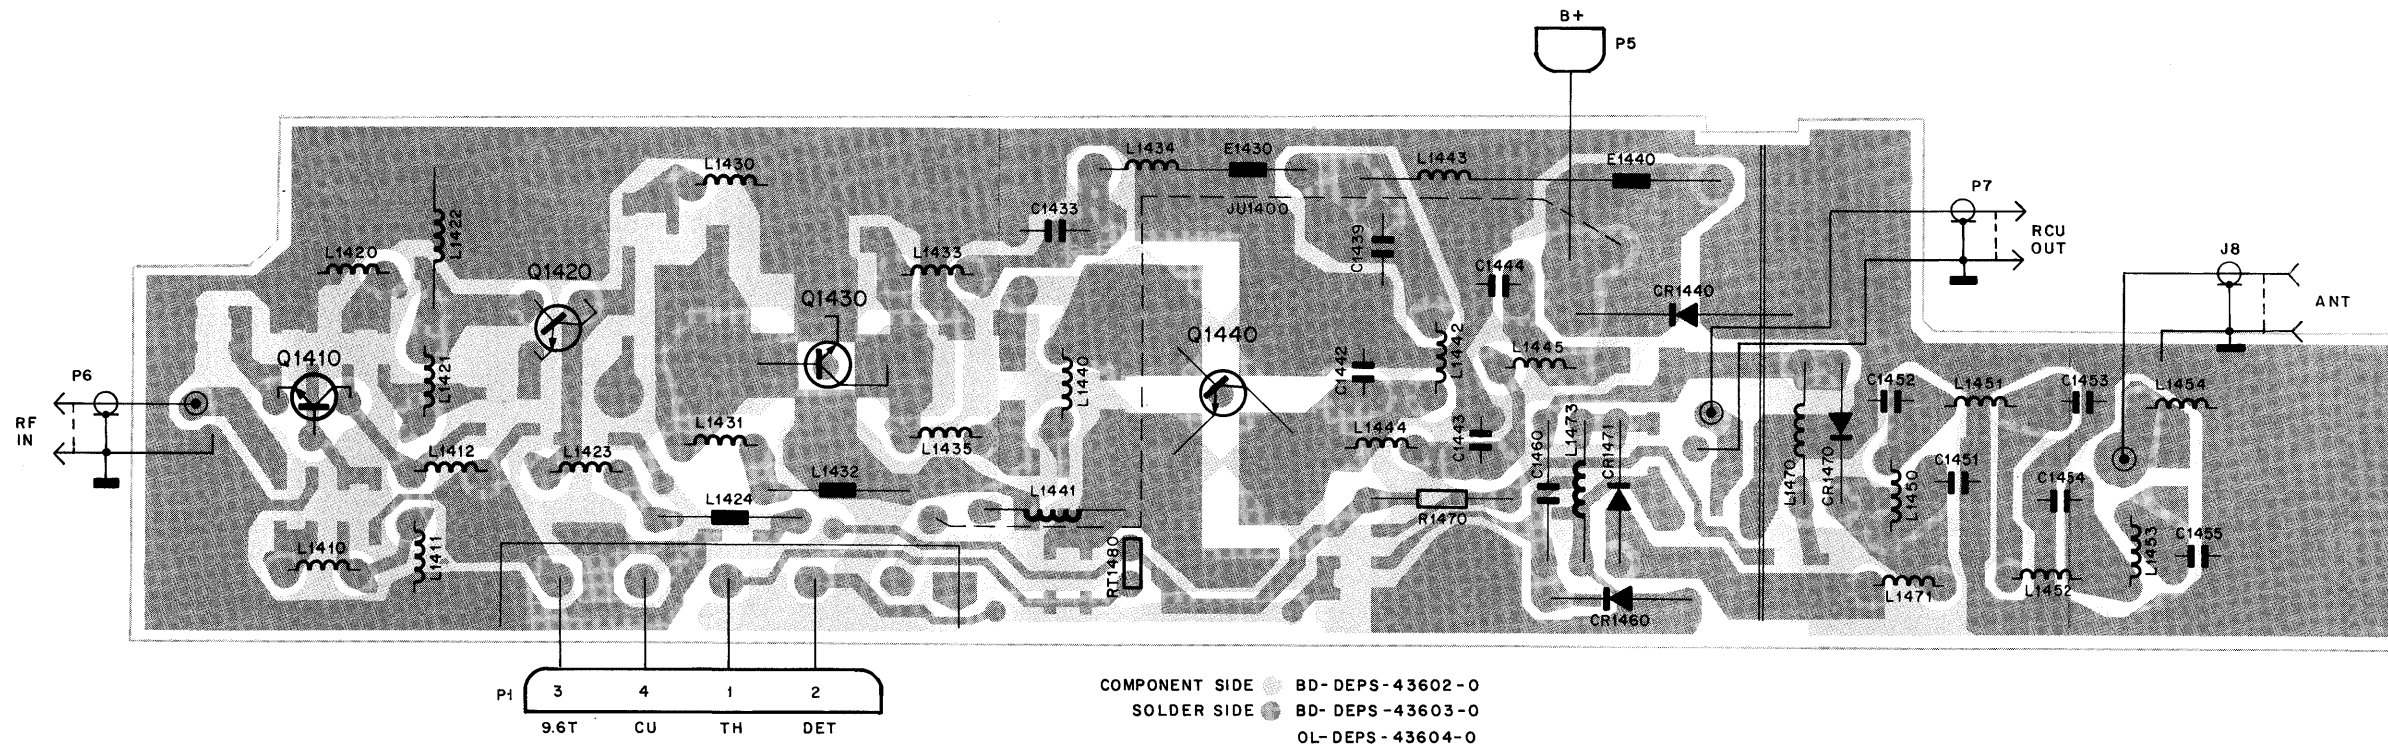 B+
P5
L1430
L1434
E1430
L1443
E1440
JU1400
C1433
L1422
L1420
Q1420
L1433
Q1430
C1439
C1444
CR1440
P7
RCU
OUT
J8
ANT
Q1410
L1421
L1440
Q1440
C1442
L1442
L1445
P6
RF
IN
L1412
L1423
L1431
L1435
L1444
C1443
C1460
L1473
CR1471
L1470
CR1470
C1452
L1451
C1453
L1454
L1450
C1451
C1454
L1432
L1424
L1441
R1470
L1410
L1411
RT1480
CR1460
L1471
L1452
L1453
C1455
P1
3
4
1
2
9.6T
CU
TH
DET
COMPONENT SIDE BD-DEPS-43602-0
SOLDER SIDE BD-DEPS-43603-0
OL-DEPS-43604-0